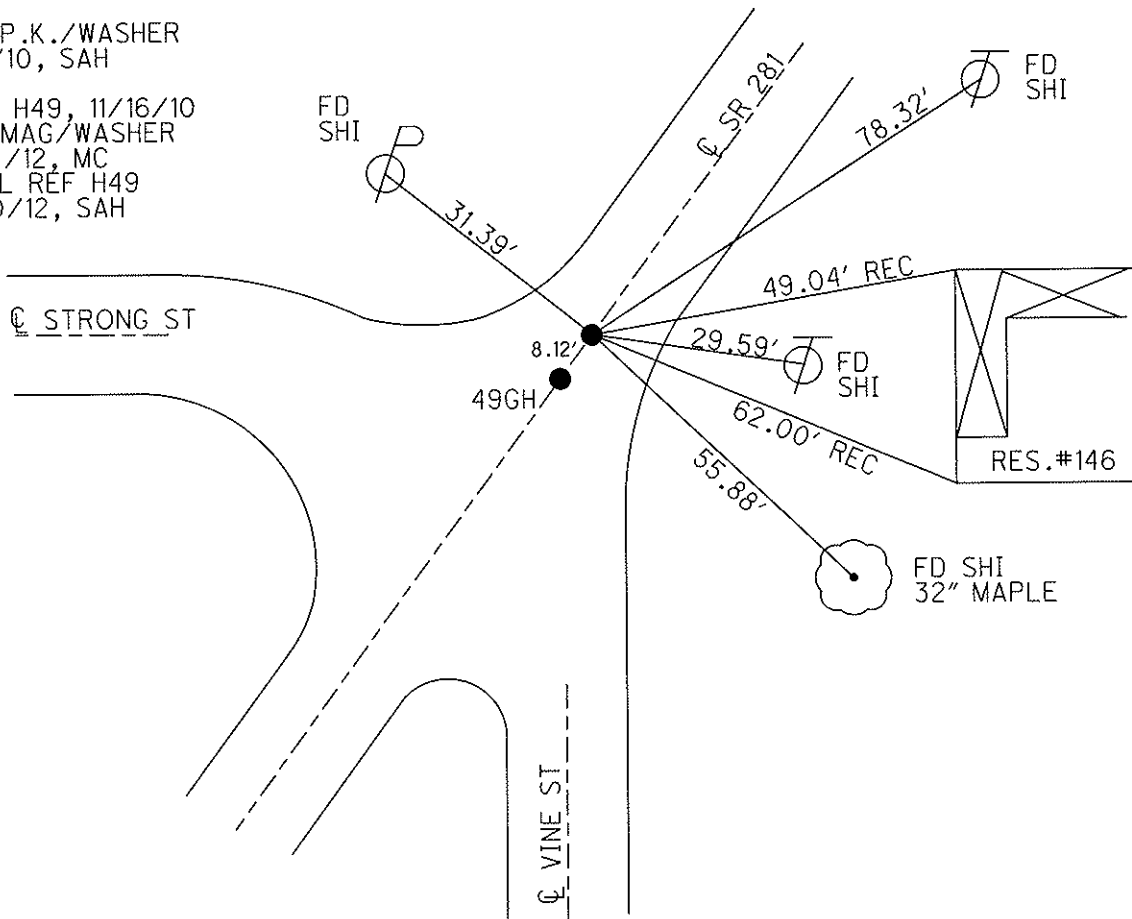 P.K./WASHER
/10, SAH
H49, 11/16/10
MAG/WASHER
/12, MC
L REF H49
0/12, SAH
FD
SHI
FD
SHI
℄ SR 281
78.32'
31.39'
49.04' REC
℄ STRONG ST
8.12'
29.59'
FD
SHI
49GH
62.00' REC
RES.#146
55.88'
FD SHI
32" MAPLE
℄ VINE ST